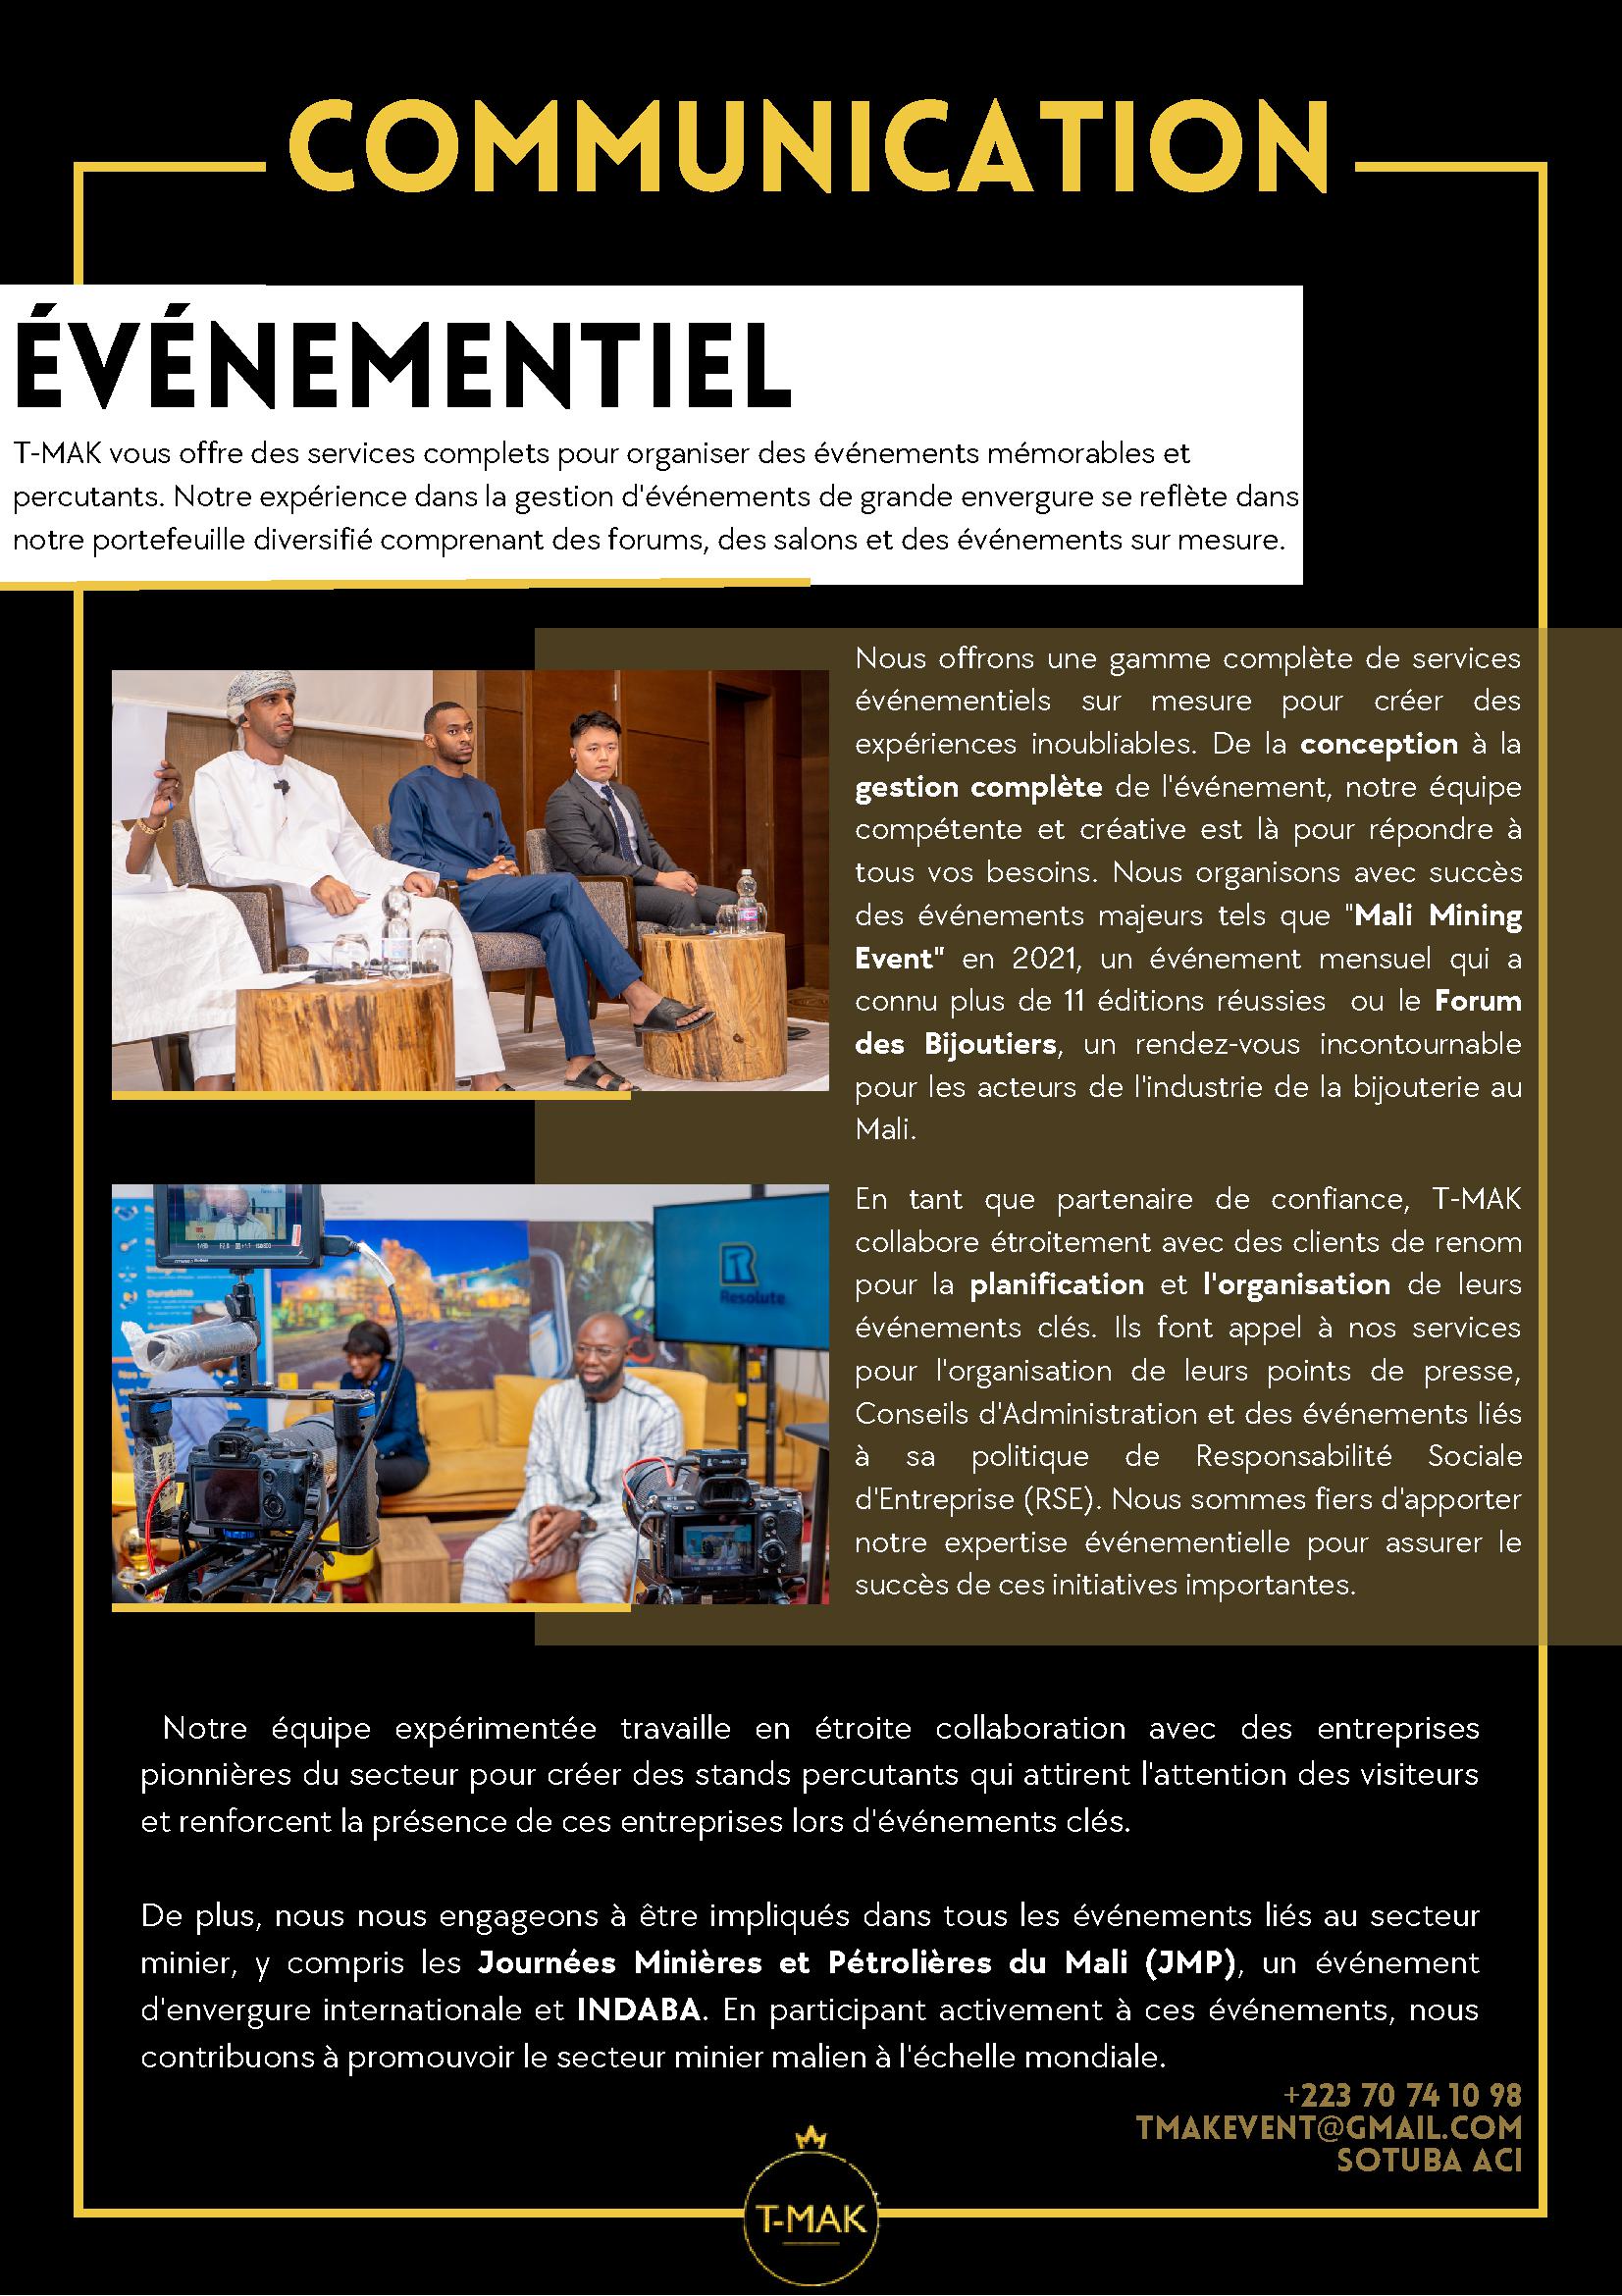 COMMUNICATION
ÉVÉNEMENTIEL
T-MAK vous offre des services complets pour organiser des événements mémorables et
percutants. Notre expérience dans la gestion d'événements de grande envergure se reflète dans
notre portefeuille diversifié comprenant des forums, des salons et des événements sur mesure.
Nous offrons une gamme complète de services
événementiels sur mesure pour créer des
expériences inoubliables. De la conception à la
gestion complète de l'événement, notre équipe
compétente et créative est là pour répondre à
tous vos besoins. Nous organisons avec succès
des événements majeurs tels que "Mali Mining
Event" en 2021, un événement mensuel qui a
connu plus de 11 éditions réussies ou le Forum
des Bijoutiers, un rendez-vous incontournable
pour les acteurs de l'industrie de la bijouterie au
Mali.
Durabilité
Resolute
En tant que partenaire de confiance, T-MAK
collabore étroitement avec des clients de renom
pour la planification et l'organisation de leurs
événements clés. Ils font appel à nos services
pour l'organisation de leurs points de presse,
Conseils d'Administration et des événements liés
à sa politique de Responsabilité Sociale
d'Entreprise (RSE). Nous sommes fiers d'apporter
notre expertise événementielle pour assurer le
succès de ces initiatives importantes.
Notre équipe expérimentée travaille en étroite collaboration avec des entreprises
pionnières du secteur pour créer des stands percutants qui attirent l'attention des visiteurs
et renforcent la présence de ces entreprises lors d'événements clés.
De plus, nous nous engageons à être impliqués dans tous les événements liés au secteur
minier, y compris les Journées Minières et Pétrolières du Mali (JMP), un événement
d'envergure internationale et INDABA. En participant activement à ces événements, nous
contribuons à promouvoir le secteur minier malien à l'échelle mondiale.
+223 70 74 10 98
TMAKEVENT@GMAIL.COM
SOTUBA ACI
T-MAK